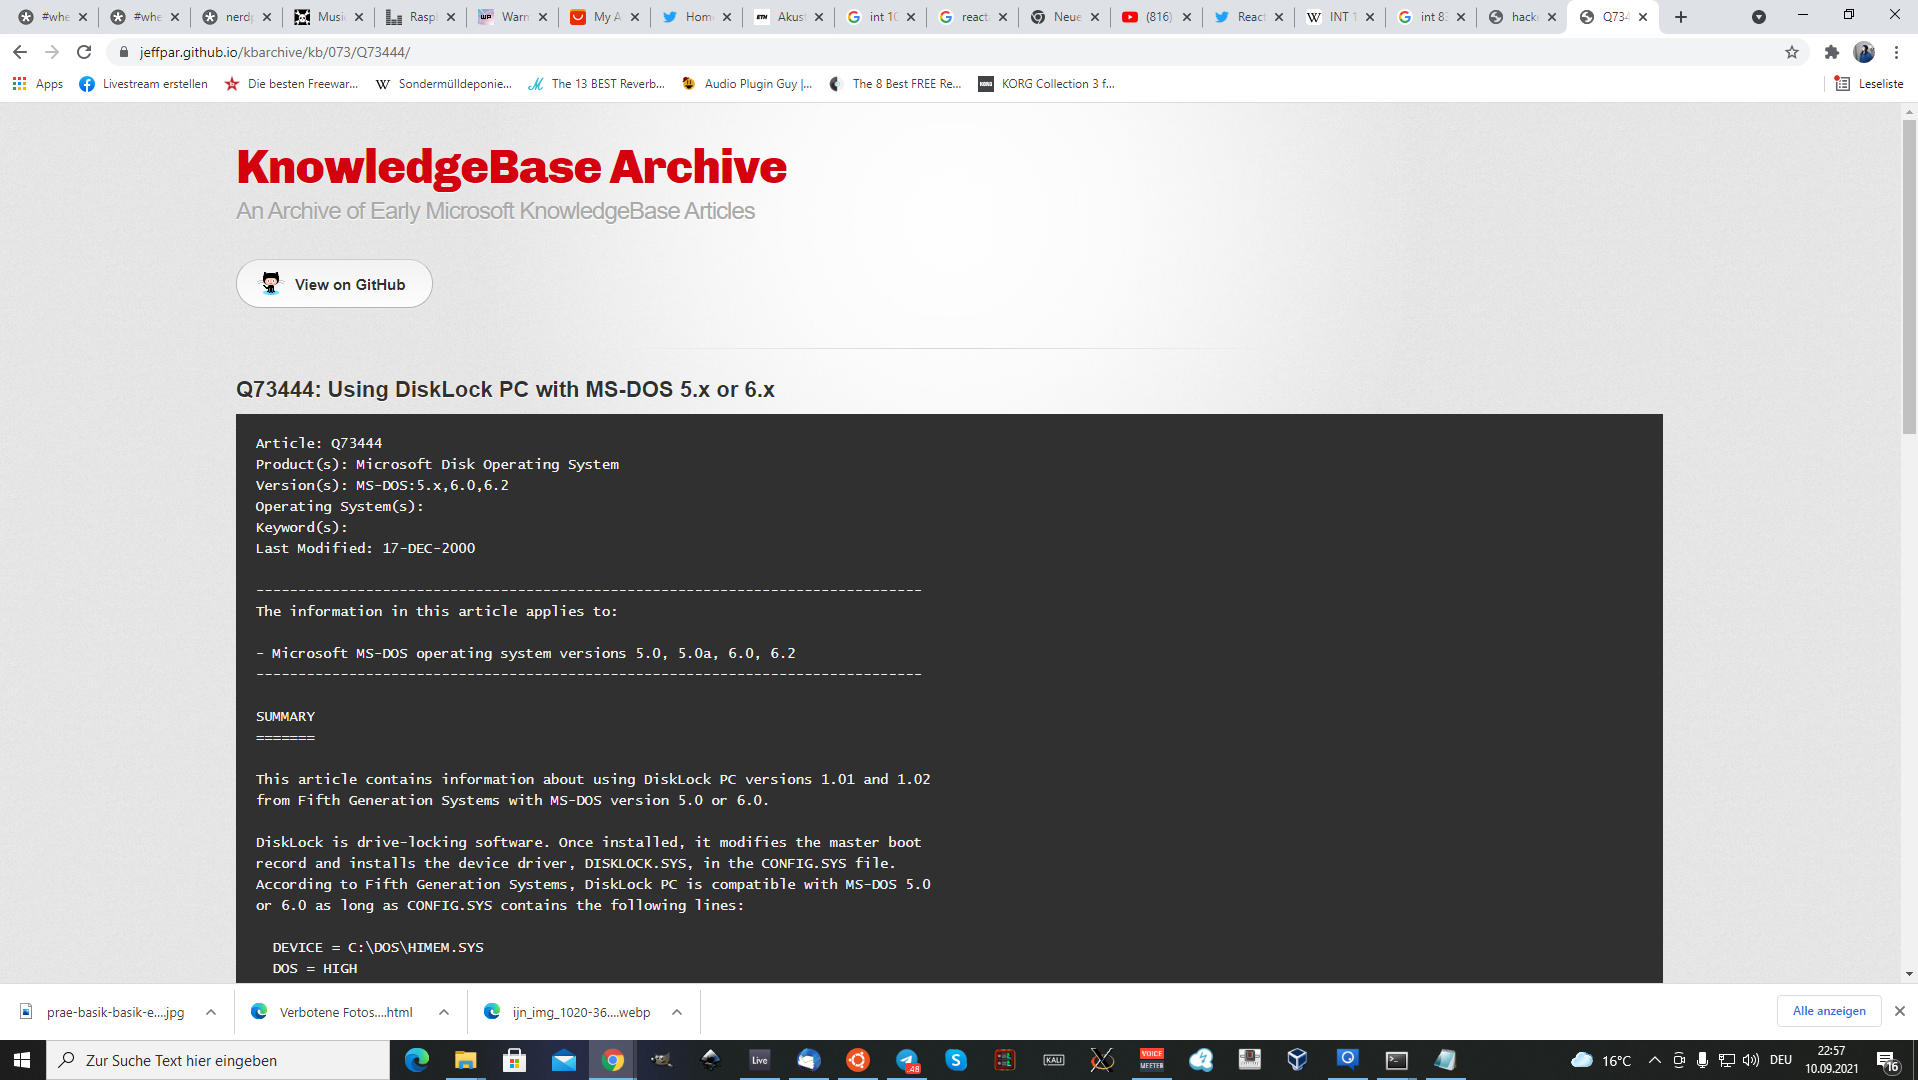 #whe
#whe
nerdp
Music
Raspl
Warn
My A
Home
Akust
int 10
react
Neue
(816)
React
INT 1
int 83
hack
Q734
jeffpar.github.io/kbarchive/kb/073/Q73444/
Apps
Livestream erstellen
Die besten Freewar...
Sondermülldeponie...
The 13 BEST Reverb...
Audio Plugin Guy |...
The 8 Best FREE Re...
KORG Collection 3 f...
Leseliste
KnowledgeBase Archive
An Archive of Early Microsoft KnowledgeBase Articles
View on GitHub
Q73444: Using DiskLock PC with MS-DOS 5.x or 6.x
Article: Q73444
Product(s): Microsoft Disk Operating System
Version(s): MS-DOS:5.x,6.0,6.2
Operating System(s):
Keyword(s):
Last Modified: 17-DEC-2000
-------------------------------------------------------------------------------
The information in this article applies to:
- Microsoft MS-DOS operating system versions 5.0, 5.0a, 6.0, 6.2
-------------------------------------------------------------------------------
SUMMARY
=======
This article contains information about using DiskLock PC versions 1.01 and 1.02
from Fifth Generation Systems with MS-DOS version 5.0 or 6.0.
DiskLock is drive-locking software. Once installed, it modifies the master boot
record and installs the device driver, DISKLOCK.SYS, in the CONFIG.SYS file.
According to Fifth Generation Systems, DiskLock PC is compatible with MS-DOS 5.0
or 6.0 as long as CONFIG.SYS contains the following lines:
DEVICE = C:\DOS\HIMEM.SYS
DOS = HIGH
prae-basik-basik-e....jpg
Verbotene Fotos....html
ijn_img_1020-36....webp
Alle anzeigen
Zur Suche Text hier eingeben
Live
48
KALI
VOICE
MEETER
16°C
DEU
22:57
10.09.2021
16